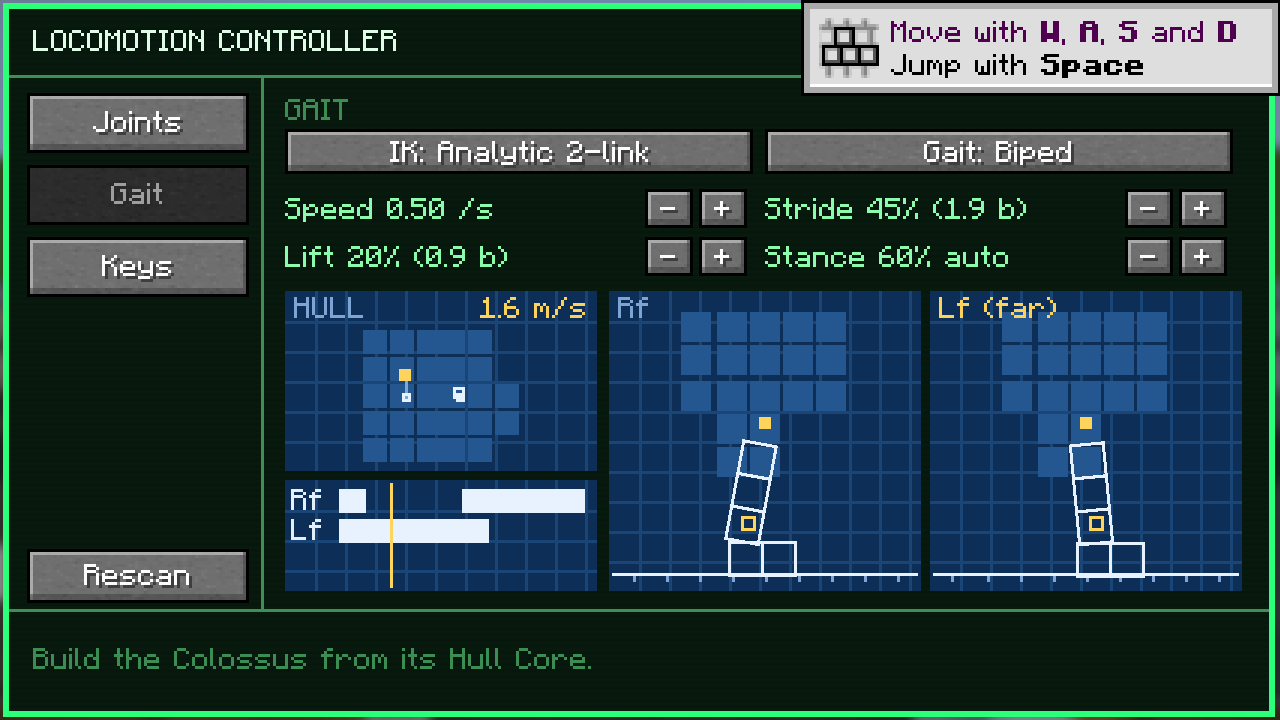 LOCOMOTION CONTROLLER
Move with W, A, S and D
Jump with Space
Joints
Gait
Keys
Rescan
GAIT
IK: Analytic 2-link
Gait: Biped
Speed 0.50 /s
- +
Stride 45% (1.9 b)
- +
Lift 20% (0.9 b)
- +
Stance 60% auto
- +
HULL
1.6 m/s
Rf
Lf
Rf
Lf (far)
Build the Colossus from its Hull Core.